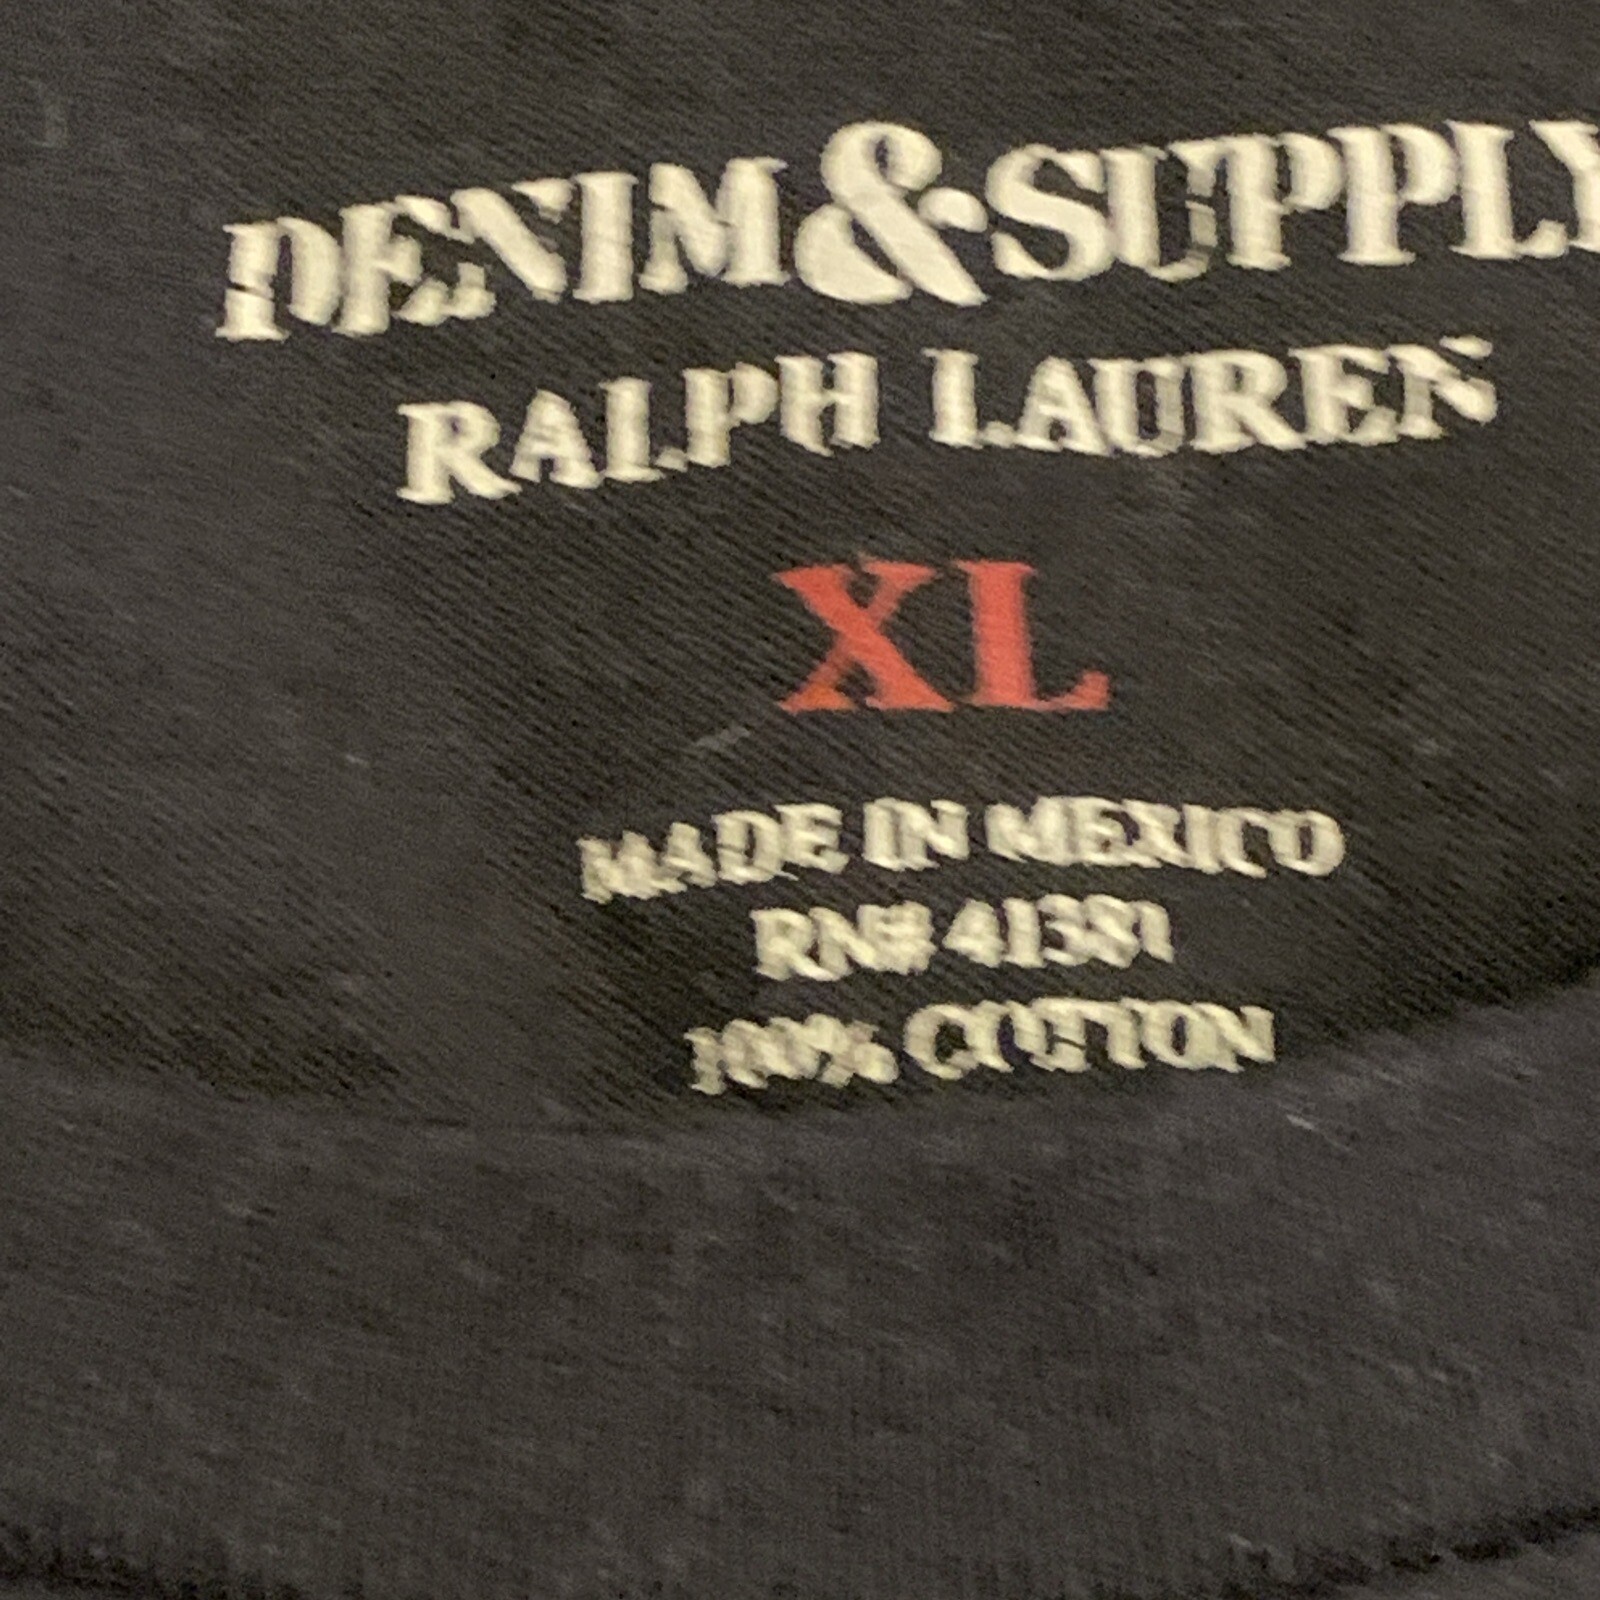 DENIM&SUPPLY
RALPH LAUREN
XL
MADE IN MEXICO
RN# 41381
100% COTTON